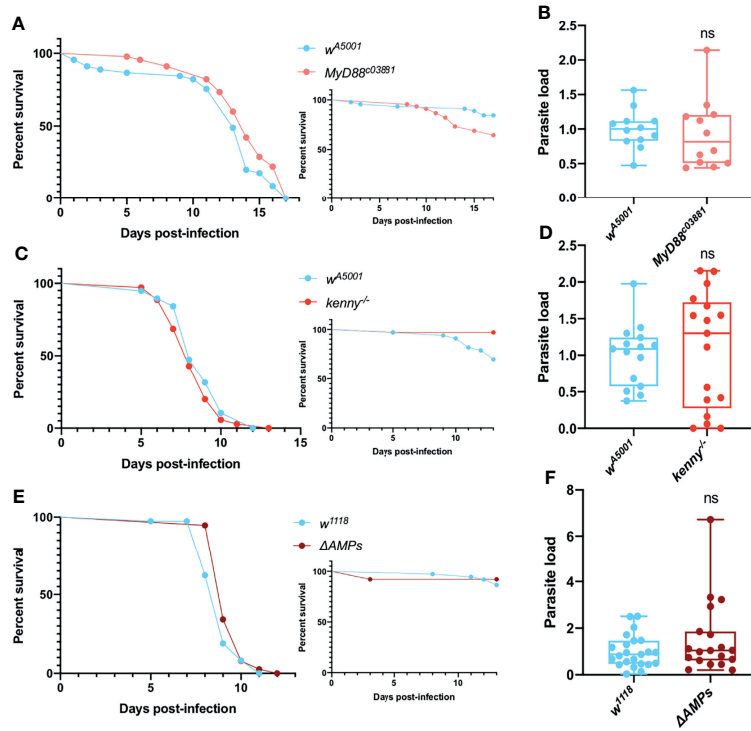 A
w^A5001
MyD88^c03881
Percent survival
100
50
0
0
5
10
15
Days post-infection
Percent survival
100
50
0
0
5
10
15
Days post-infection
B
ns
Parasite load
2.5
2.0
1.5
1.0
0.5
0.0
w^A5001
MyD88^c03881
C
w^A5001
kenny^-/-
Percent survival
100
50
0
0
5
10
15
Days post-infection
Percent survival
100
50
0
0
5
10
Days post-infection
D
ns
Parasite load
2.5
2.0
1.5
1.0
0.5
0.0
w^A5001
kenny^-/-
E
w^1118
ΔAMPs
Percent survival
100
50
0
0
5
10
Days post-infection
Percent survival
100
50
0
0
5
10
Days post-infection
F
ns
Parasite load
8
6
4
2
0
w^1118
ΔAMPs